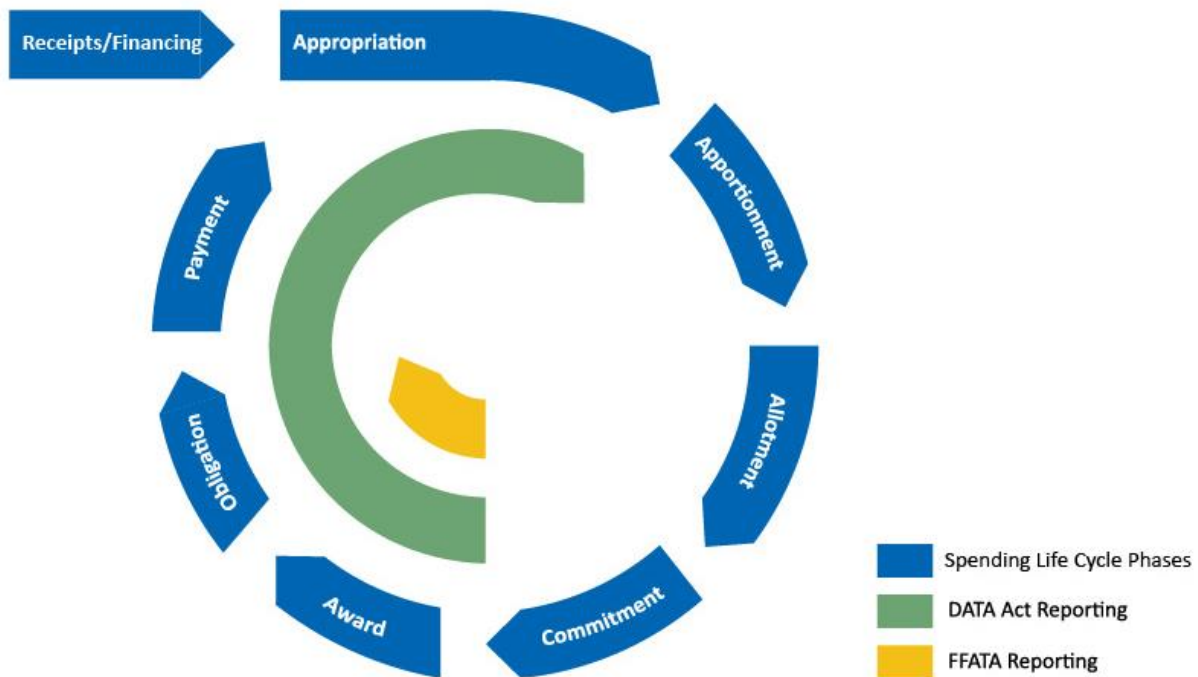 Receipts/Financing
Appropriation
Apportionment
Allotment
Commitment
Award
Obligation
Payment
Spending Life Cycle Phases
DATA Act Reporting
FFATA Reporting